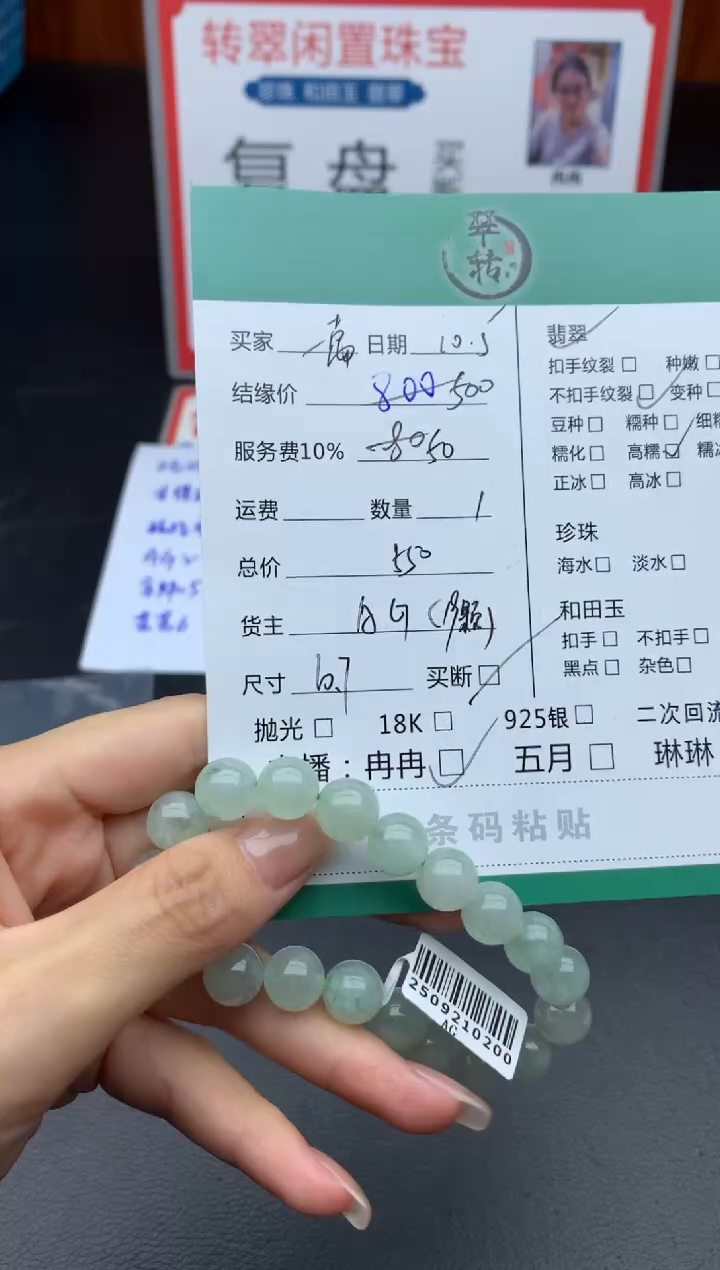 转翠闲置珠宝
珍珠 和田玉 翡翠
复盘
翠转
买家 日期 10.5
结缘价 800 500
服务费10% 80 50
运费 数量 1
总价 550
货主 AG (18颗)
尺寸 6.7 买断
抛光 18K 925银 二次回流
播：冉冉 五月 琳琳
条码粘贴
翡翠
扣手纹裂 种嫩
不扣手纹裂 变种
豆种 糯种 细糯
糯化 高糯
正冰 高冰
珍珠
海水 淡水
和田玉
扣手 不扣手
黑点 杂色
2509210200
AG